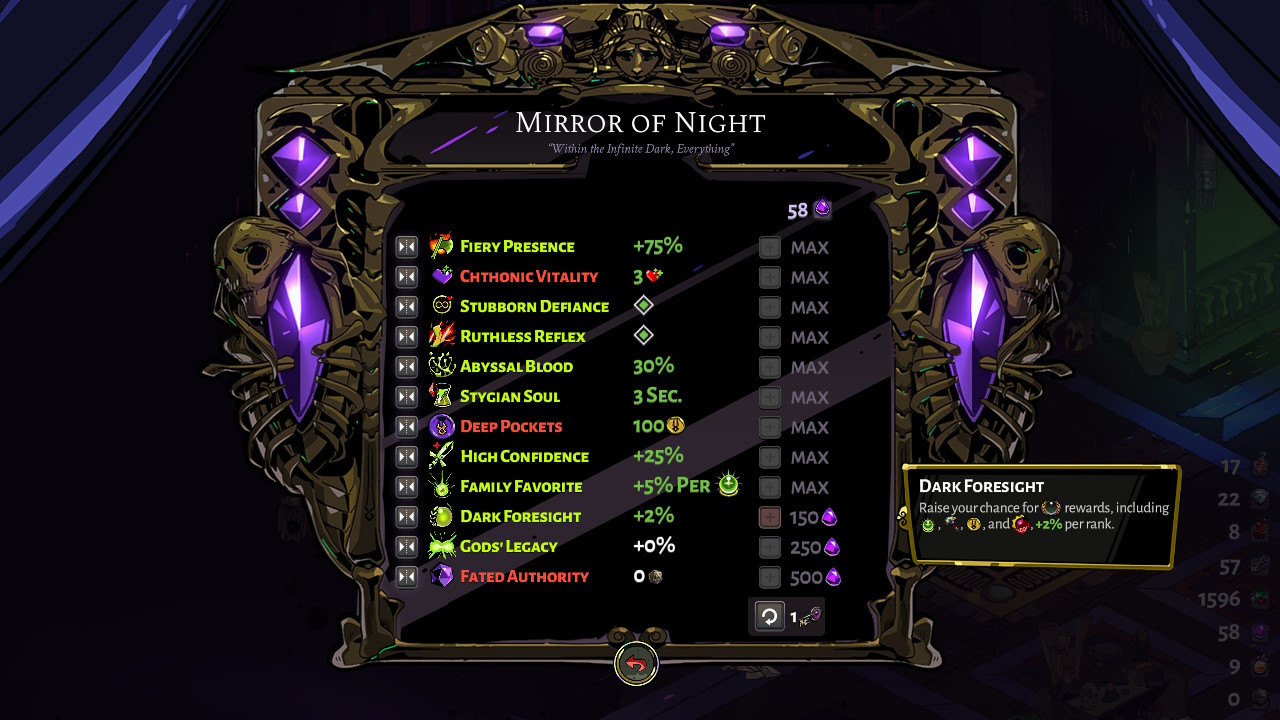 MIRROR OF NIGHT
"Within the Infinite Dark, Everything"
58
FIERY PRESENCE +75% MAX
CHTHONIC VITALITY 3 MAX
STUBBORN DEFIANCE MAX
RUTHLESS REFLEX MAX
ABYSSAL BLOOD 30% MAX
STYGIAN SOUL 3 SEC. MAX
DEEP POCKETS 100 MAX
HIGH CONFIDENCE +25% MAX
FAMILY FAVORITE +5% PER MAX
DARK FORESIGHT +2% 150
GODS' LEGACY +0% 250
FATED AUTHORITY 0 500
1
DARK FORESIGHT
Raise your chance for rewards, including
, , , and , +2% per rank.
17
22
8
57
1596
58
9
0